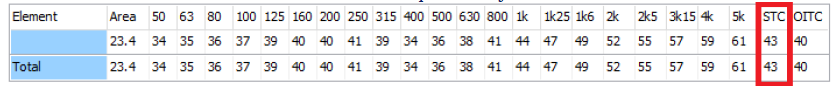 Element Area 50 63 80 100 125 160 200 250 315 400 500 630 800 1k 1k25 1k6 2k 2k5 3k15 4k 5k STC OITC
23.4 34 35 36 37 39 40 40 41 39 34 36 38 41 44 47 49 52 55 57 59 61 43 40
Total 23.4 34 35 36 37 39 40 40 41 39 34 36 38 41 44 47 49 52 55 57 59 61 43 40